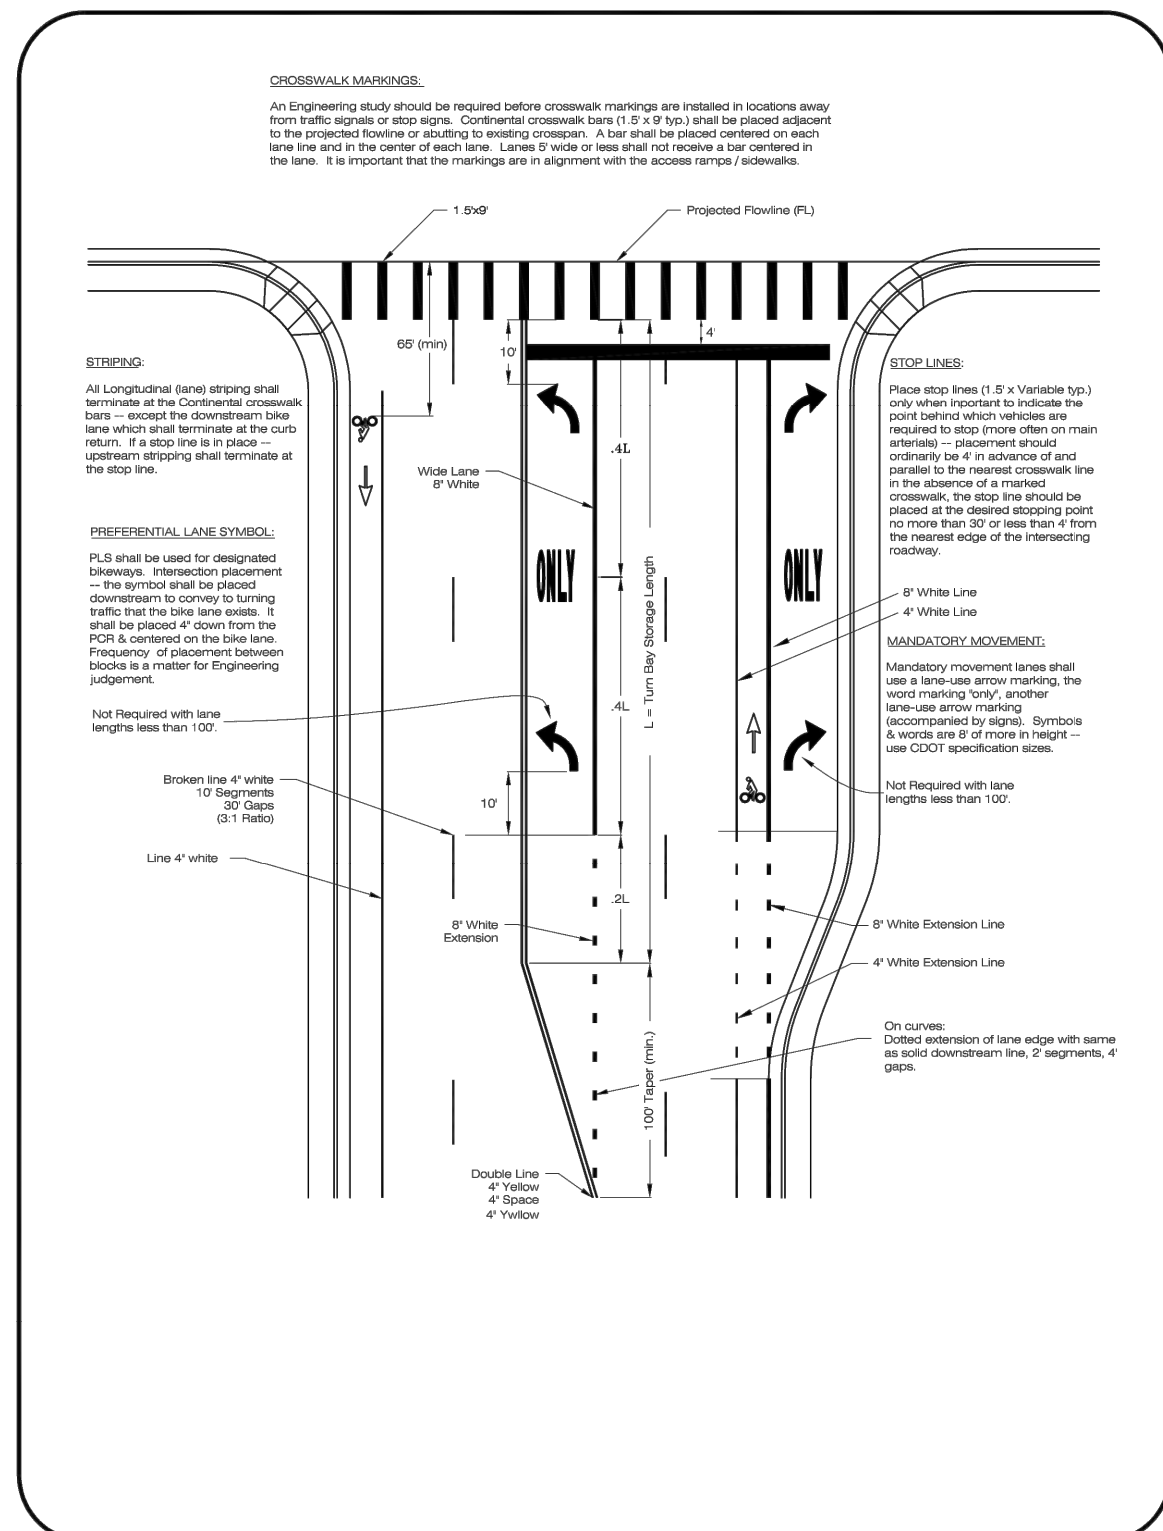 CROSSWALK MARKINGS:
An Engineering study should be required before crosswalk markings are installed in locations away
from traffic signals or stop signs. Continental crosswalk bars (1.5' x 9' typ.) shall be placed adjacent
to the projected flowline or abutting to existing crosspan. A bar shall be placed centered on each
lane line and in the center of each lane. Lanes 5' wide or less shall not receive a bar centered in
the lane. It is important that the markings are in alignment with the access ramps / sidewalks.
1.5'x9'
Projected Flowline (FL)
65' (min)
10'
4'
STRIPING:
All Longitudinal (lane) striping shall
terminate at the Continental crosswalk
bars -- except the downstream bike
lane which shall terminate at the curb
return. If a stop line is in place --
upstream stripping shall terminate at
the stop line.
STOP LINES:
Place stop lines (1.5' x Variable typ.)
only when inportant to indicate the
point behind which vehicles are
required to stop (more often on main
arterials) -- placement should
ordinarily be 4' in advance of and
parallel to the nearest crosswalk line
in the absence of a marked
crosswalk, the stop line should be
placed at the desired stopping point
no more than 30' or less than 4' from
the nearest edge of the intersecting
roadway.
.4L
Wide Lane
8" White
PREFERENTIAL LANE SYMBOL:
PLS shall be used for designated
bikeways. Intersection placement
-- the symbol shall be placed
downstream to convey to turning
traffic that the bike lane exists. It
shall be placed 4" down from the
PCR & centered on the bike lane.
Frequency of placement between
blocks is a matter for Engineering
judgement.
ONLY
ONLY
L = Turn Bay Storage Length
8" White Line
4" White Line
MANDATORY MOVEMENT:
Mandatory movement lanes shall
use a lane-use arrow marking, the
word marking "only", another
lane-use arrow marking
(accompanied by signs). Symbols
& words are 8' of more in height --
use CDOT specification sizes.
.4L
Not Required with lane
lengths less than 100'.
Not Required with lane
lengths less than 100'.
Broken line 4" white
10' Segments
30' Gaps
(3:1 Ratio)
10'
Line 4" white
.2L
8" White
Extension
8" White Extension Line
4" White Extension Line
On curves:
Dotted extension of lane edge with same
as solid downstream line, 2' segments, 4'
gaps.
100' Taper (min.)
Double Line
4" Yellow
4" Space
4" Ywllow